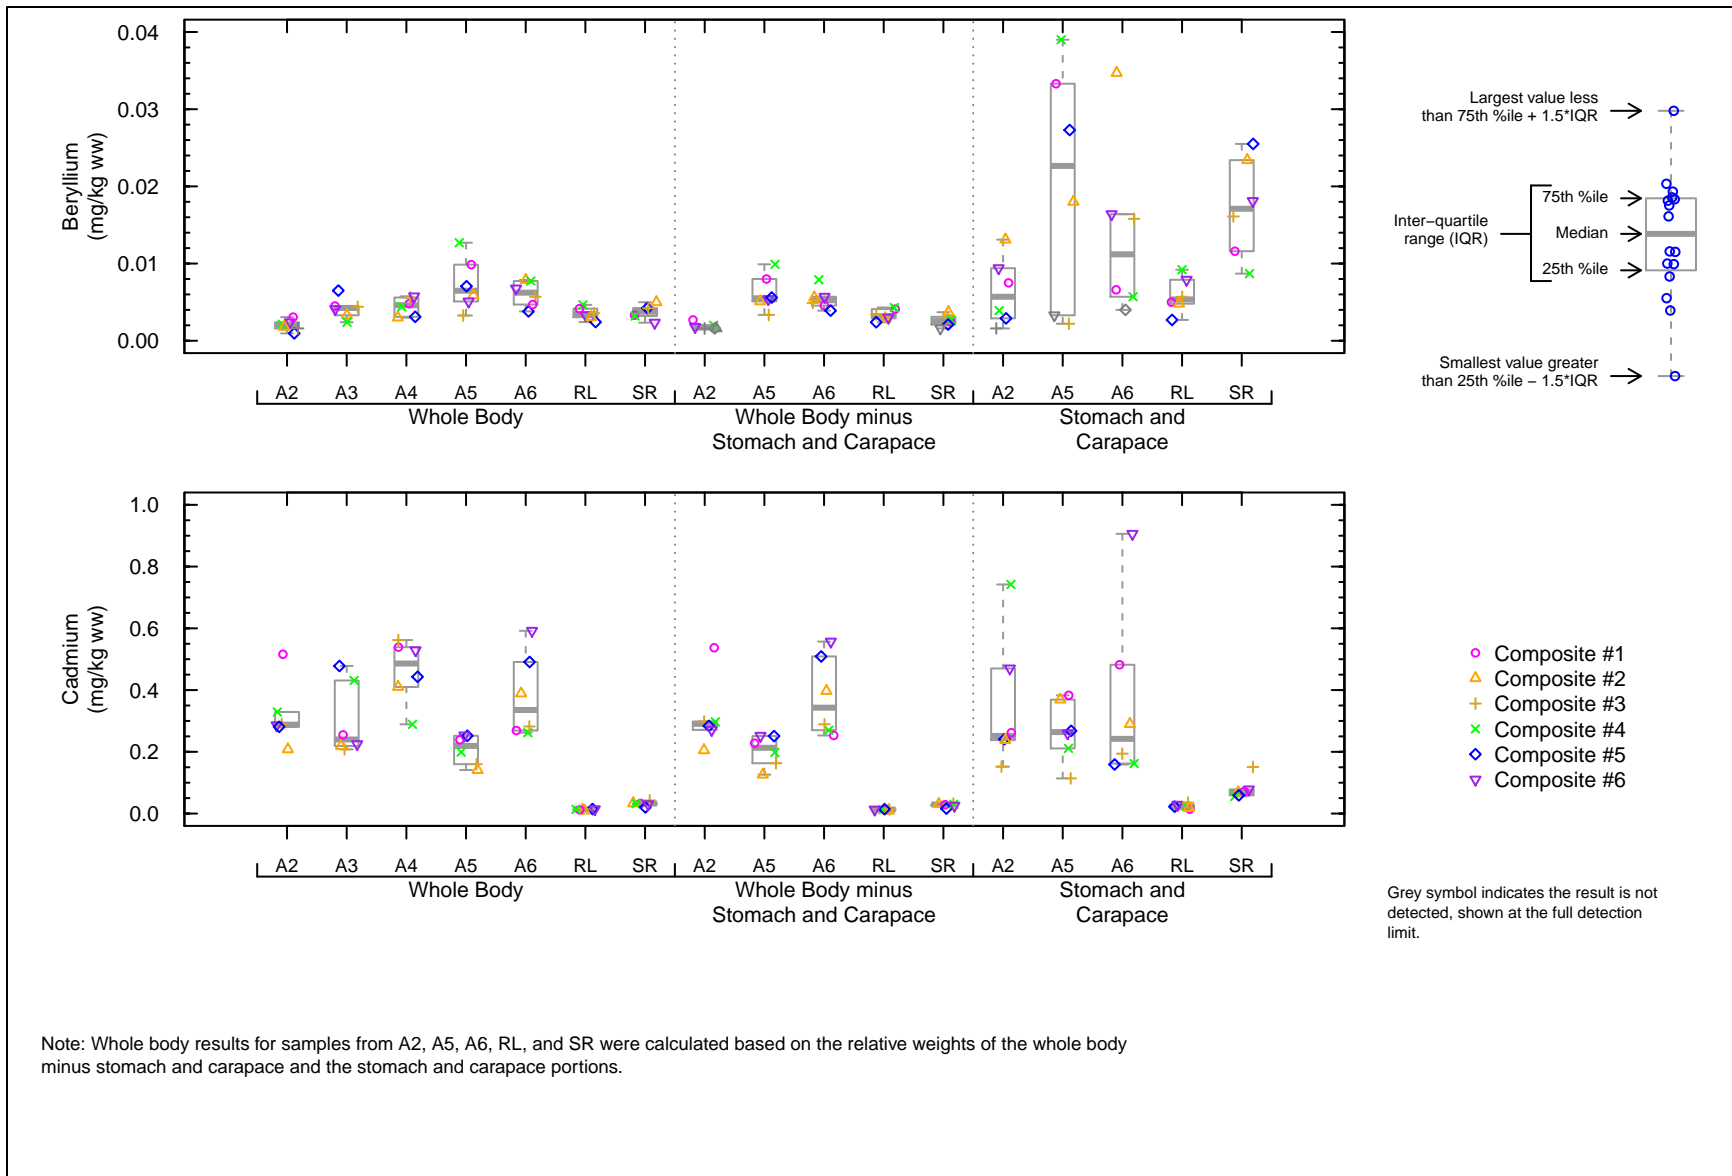 0.04
0.03
0.02
0.01
0.00
Beryllium
(mg/kg ww)
A2 A3 A4 A5 A6 RL SR A2 A5 A6 RL SR A2 A5 A6 RL SR
Whole Body
Whole Body minus
Stomach and Carapace
Stomach and
Carapace
Largest value less
than 75th %ile + 1.5*IQR
75th %ile
Inter−quartile
range (IQR)
Median
25th %ile
Smallest value greater
than 25th %ile − 1.5*IQR
1.0
0.8
0.6
0.4
0.2
0.0
Cadmium
(mg/kg ww)
A2 A3 A4 A5 A6 RL SR A2 A5 A6 RL SR A2 A5 A6 RL SR
Whole Body
Whole Body minus
Stomach and Carapace
Stomach and
Carapace
Composite #1
Composite #2
Composite #3
Composite #4
Composite #5
Composite #6
Grey symbol indicates the result is not
detected, shown at the full detection
limit.
Note: Whole body results for samples from A2, A5, A6, RL, and SR were calculated based on the relative weights of the whole body
minus stomach and carapace and the stomach and carapace portions.